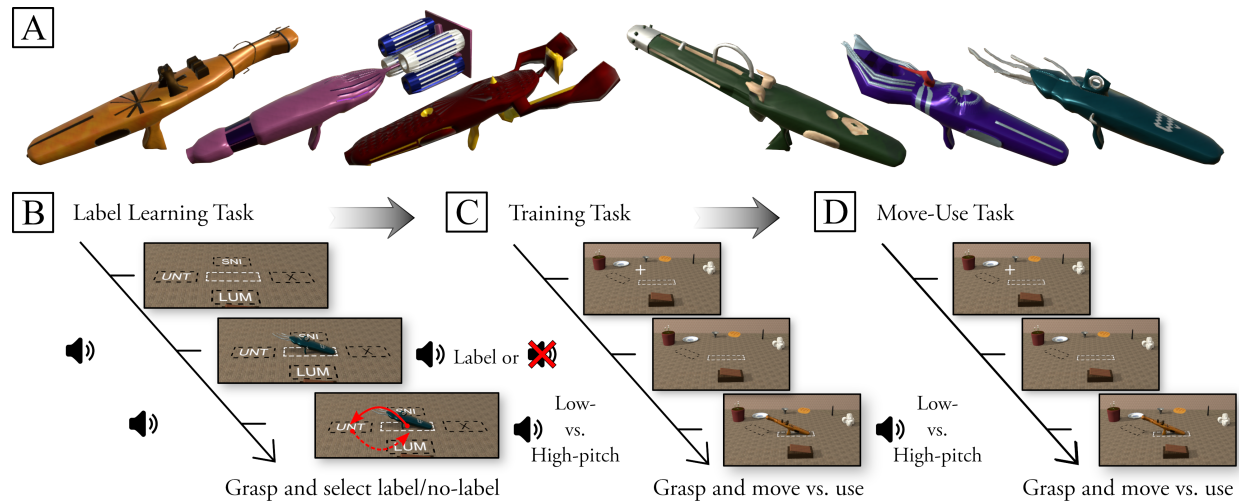 A
B Label Learning Task
C Training Task
D Move-Use Task
SNI
UNT X
LUM
SNI
UNT X
LUM
Label or
SNI
UNT X
LUM
Low-
vs.
High-pitch
Low-
vs.
High-pitch
Grasp and select label/no-label
Grasp and move vs. use
Grasp and move vs. use